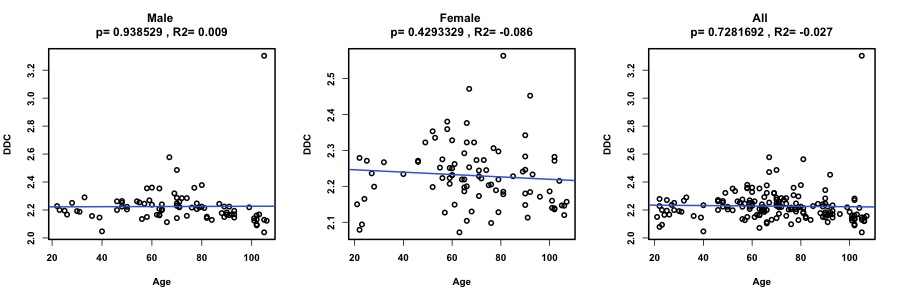 Male
p= 0.938529 , R2= 0.009
DDC
3.2
3.0
2.8
2.6
2.4
2.2
2.0
20 40 60 80 100
Age
Female
p= 0.4293329 , R2= -0.086
DDC
2.5
2.4
2.3
2.2
2.1
20 40 60 80 100
Age
All
p= 0.7281692 , R2= -0.027
DDC
3.2
3.0
2.8
2.6
2.4
2.2
2.0
20 40 60 80 100
Age